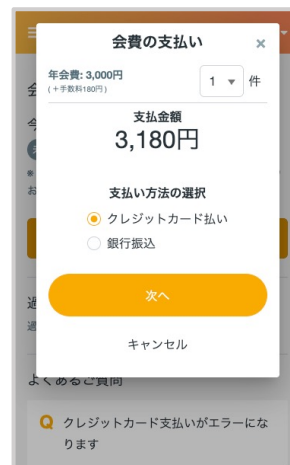 会費の支払い
×
年会費: 3,000円
(+手数料180円)
1 件
支払金額
3,180円
支払い方法の選択
クレジットカード払い
銀行振込
次へ
キャンセル
よくあるご質問
Q クレジットカード支払いがエラーにな
ります